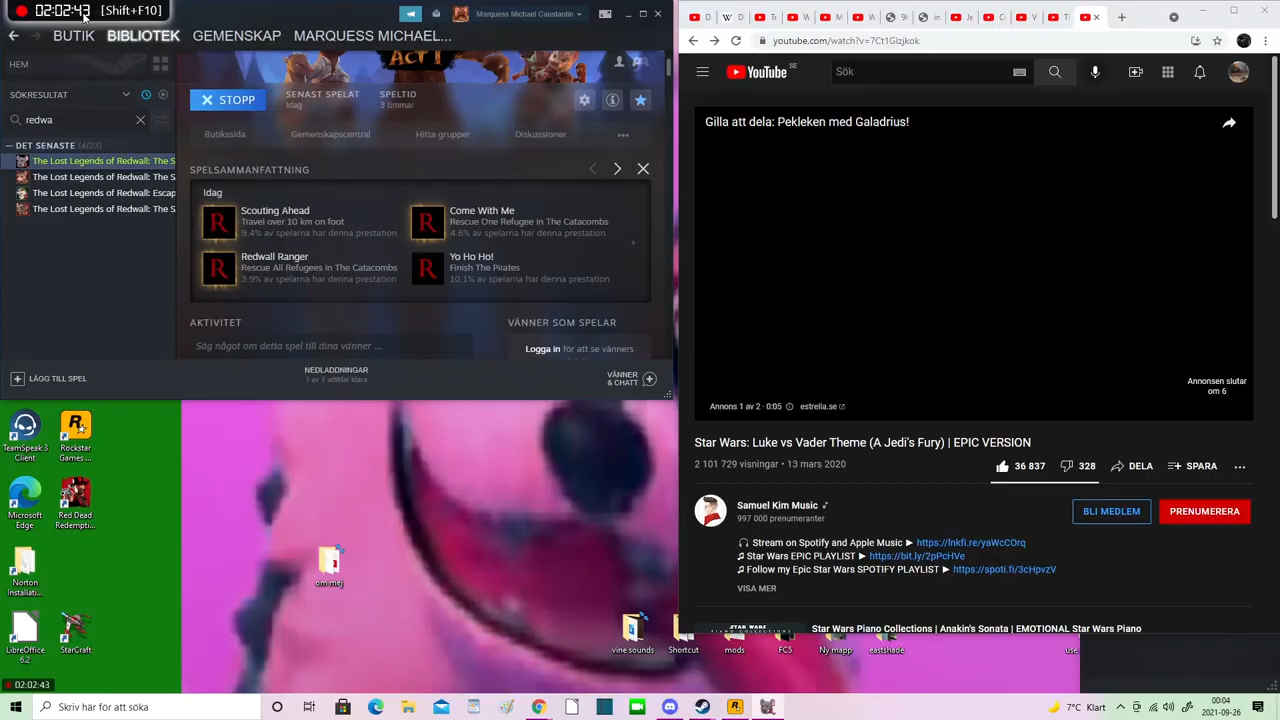 02:02:43 [Shift+F10]
Marquess Michael Caustantin
BUTIK BIBLIOTEK GEMENSKAP MARQUESS MICHAEL...
HEM
SÖKRESULTAT
redwa
DET SENASTE (4/23)
The Lost Legends of Redwall: The S
The Lost Legends of Redwall: The S
The Lost Legends of Redwall: Escap
The Lost Legends of Redwall: The S
ACT 1
STOPP
SENAST SPELAT
Idag
SPELTID
3 timmar
Butikssida Gemenskapscentral Hitta grupper Diskussioner
SPELSAMMANFATTNING
Idag
Scouting Ahead
Travel over 10 km on foot
9.4% av spelarna har denna prestation
Come With Me
Rescue One Refugee in The Catacombs
4.6% av spelarna har denna prestation
Redwall Ranger
Rescue All Refugees in The Catacombs
3.9% av spelarna har denna prestation
Yo Ho Ho!
Finish The Pirates
10.1% av spelarna har denna prestation
AKTIVITET
Säg något om detta spel till dina vänner ...
VÄNNER SOM SPELAR
Logga in för att se vänners
LÄGG TILL SPEL
NEDLADDNINGAR
1 av 1 artiklar klara
VÄNNER
& CHATT
youtube.com/watch?v=7Ct1GIzjkok
YouTube SE
Sök
Gilla att dela: Pekleken med Galadrius!
Annonsen slutar
om 6
Annons 1 av 2 · 0:05 estrella.se
Star Wars: Luke vs Vader Theme (A Jedi's Fury) | EPIC VERSION
2 101 729 visningar • 13 mars 2020
36 837 328 DELA SPARA
Samuel Kim Music
997 000 prenumeranter
BLI MEDLEM PRENUMERERA
Stream on Spotify and Apple Music ► https://lnkfi.re/yaWcCOrq
Star Wars EPIC PLAYLIST ► https://bit.ly/2pPcHVe
Follow my Epic Star Wars SPOTIFY PLAYLIST ► https://spoti.fi/3cHpvzV
VISA MER
Star Wars Piano Collections | Anakin's Sonata | EMOTIONAL Star Wars Piano
TeamSpeak 3
Client
Rockstar
Games ...
Microsoft
Edge
Red Dead
Redempti...
Norton
Installati...
om mej
LibreOffice
6.2
StarCraft
vine sounds
Shortcut
mods
FC5
Ny mapp
eastshade
use
02:02:43
Skriv här för att söka
7°C Klart
00:04
2021-09-26